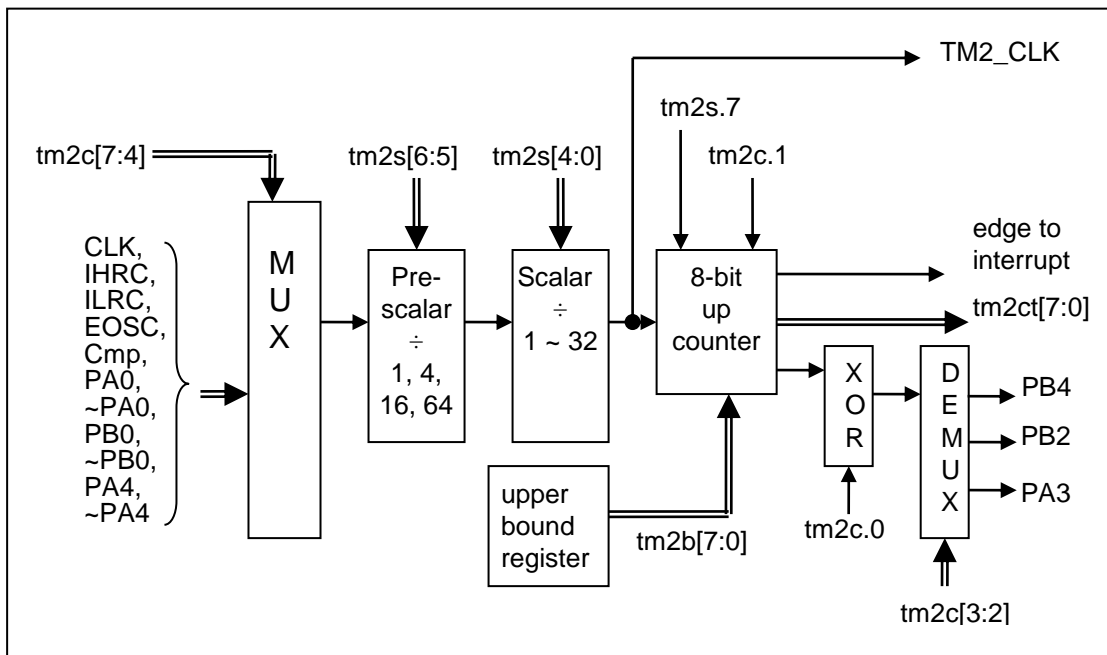 TM2_CLK
tm2s.7
tm2c[7:4]
tm2s[6:5]
tm2s[4:0]
tm2c.1
CLK,
IHRC,
ILRC,
EOSC,
Cmp,
PA0,
~PA0,
PB0,
~PB0,
PA4,
~PA4
M
U
X
Pre-
scalar
÷
1, 4,
16, 64
Scalar
÷
1 ~ 32
8-bit
up
counter
edge to
interrupt
tm2ct[7:0]
X
O
R
D
E
M
U
X
PB4
PB2
PA3
upper
bound
register
tm2b[7:0]
tm2c.0
tm2c[3:2]